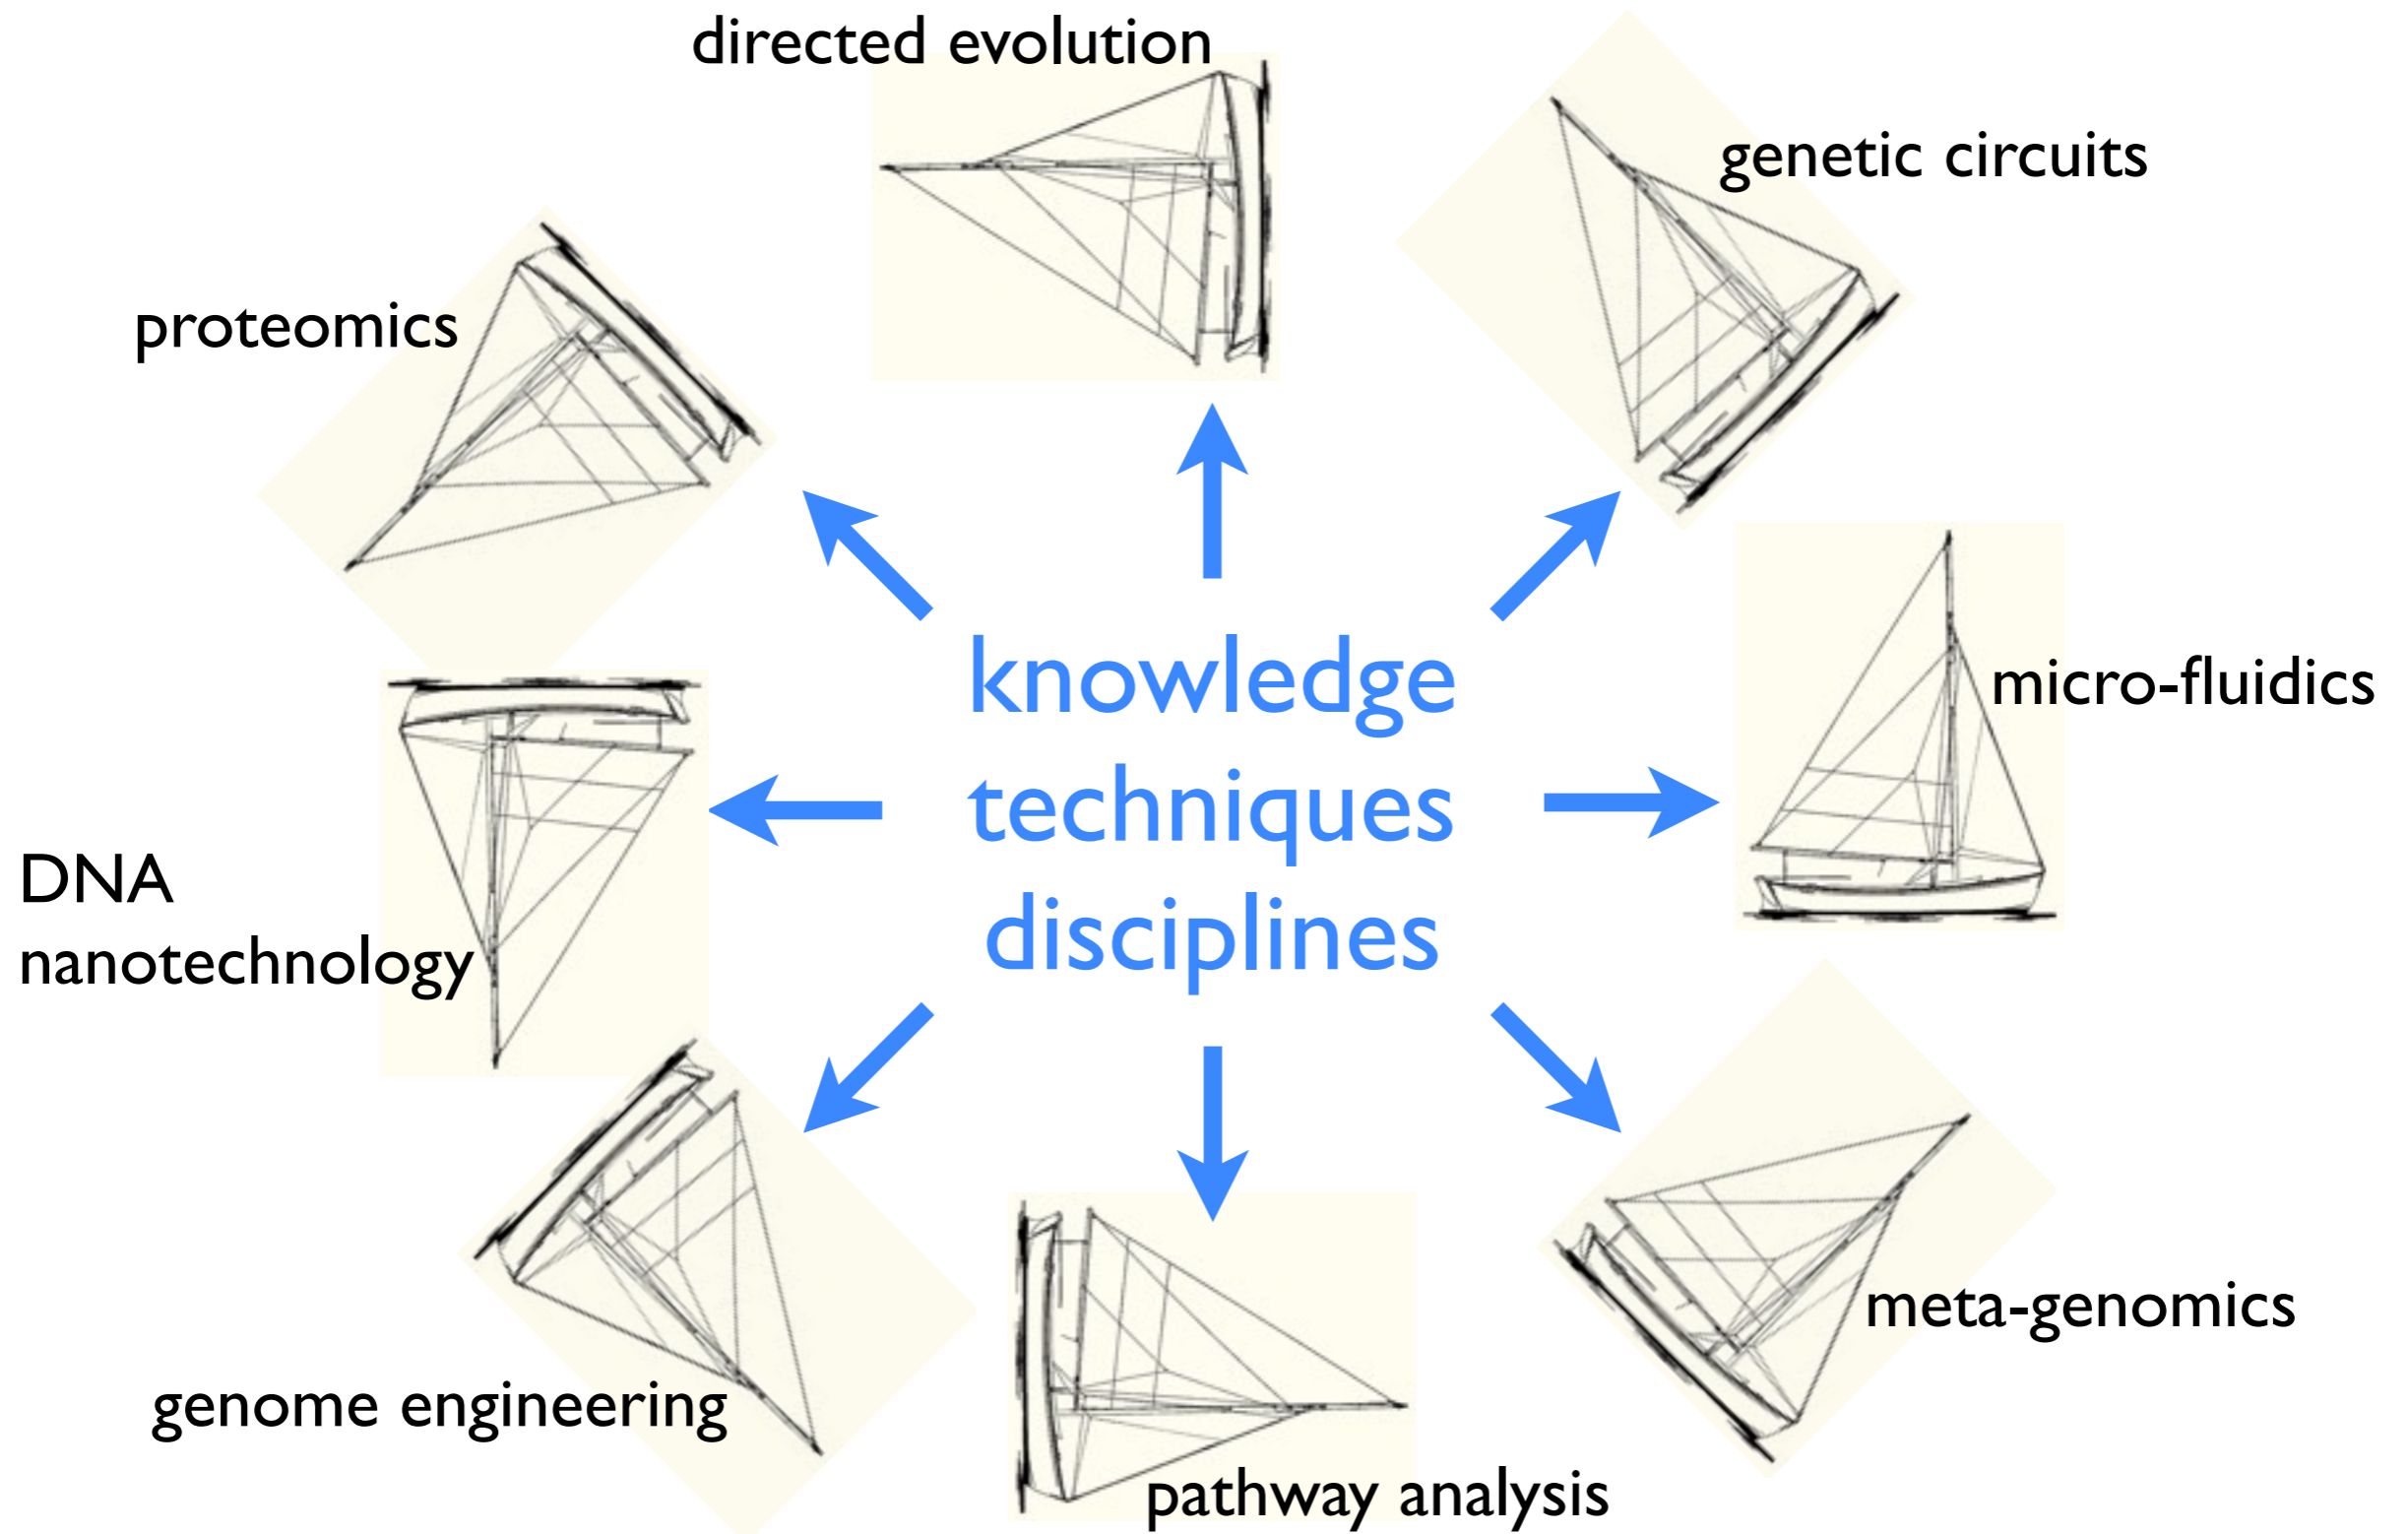 directed evolution
genetic circuits
proteomics
knowledge
micro-fluidics
techniques
DNA
nanotechnology
disciplines
meta-genomics
genome engineering
pathway analysis